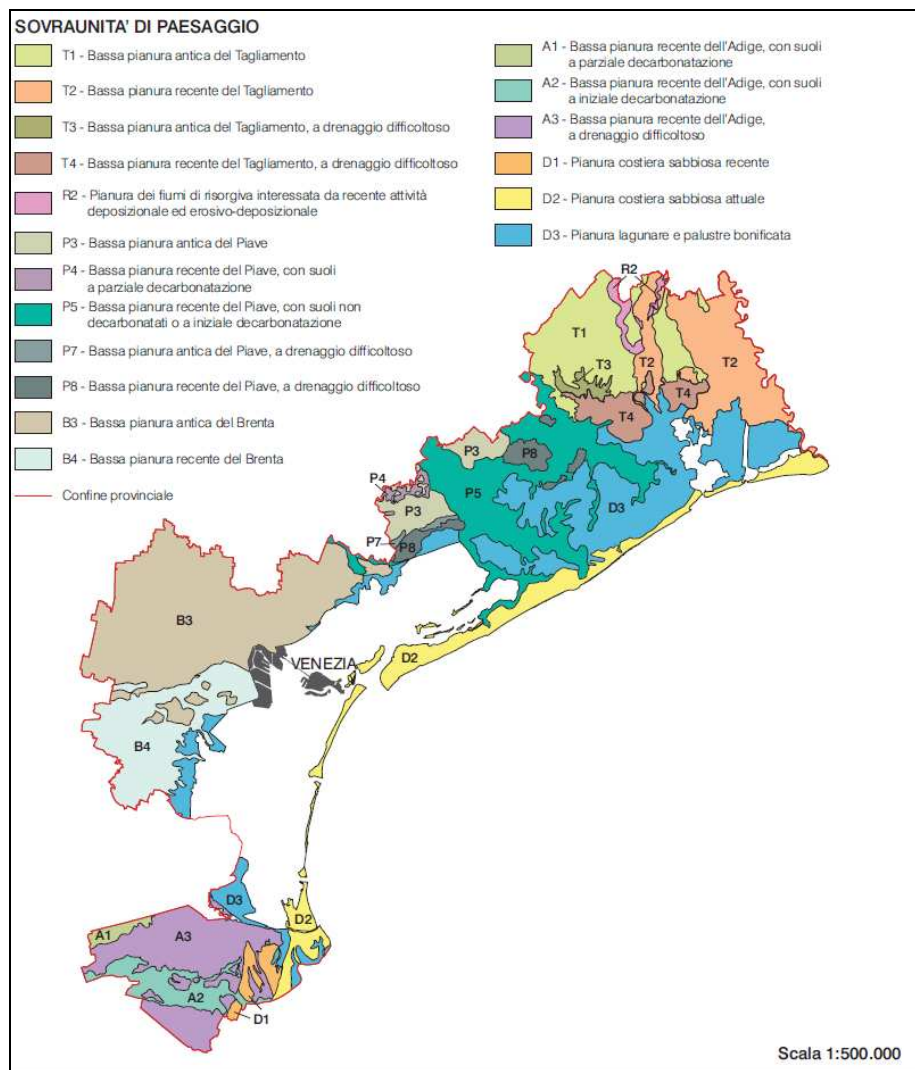 SOVRAUNITA' DI PAESAGGIO
T1 - Bassa pianura antica del Tagliamento
T2 - Bassa pianura recente del Tagliamento
T3 - Bassa pianura antica del Tagliamento, a drenaggio difficoltoso
T4 - Bassa pianura recente del Tagliamento, a drenaggio difficoltoso
R2 - Pianura dei fiumi di risorgiva interessata da recente attività
deposizionale ed erosivo-deposizionale
P3 - Bassa pianura antica del Piave
P4 - Bassa pianura recente del Piave, con suoli
a parziale decarbonatazione
P5 - Bassa pianura recente del Piave, con suoli non
decarbonatati o a iniziale decarbonatazione
P7 - Bassa pianura antica del Piave, a drenaggio difficoltoso
P8 - Bassa pianura recente del Piave, a drenaggio difficoltoso
B3 - Bassa pianura antica del Brenta
B4 - Bassa pianura recente del Brenta
Confine provinciale
A1 - Bassa pianura recente dell'Adige, con suoli
a parziale decarbonatazione
A2 - Bassa pianura recente dell'Adige, con suoli
a iniziale decarbonatazione
A3 - Bassa pianura recente dell'Adige,
a drenaggio difficoltoso
D1 - Pianura costiera sabbiosa recente
D2 - Pianura costiera sabbiosa attuale
D3 - Pianura lagunare e palustre bonificata
R2
T1
T2
T2
T3
T4
T4
P3
P8
P4
P5
P3
D3
P7
P8
B3
VENEZIA
D2
B4
D3
D2
A1
A3
A2
D1
Scala 1:500.000